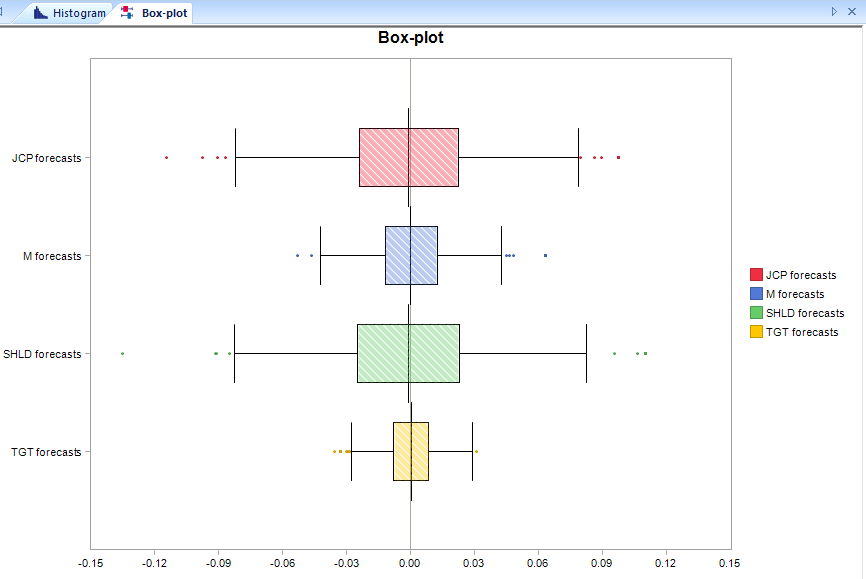 Histogram
Box-plot
Box-plot
JCP forecasts
M forecasts
SHLD forecasts
TGT forecasts
-0.15 -0.12 -0.09 -0.06 -0.03 0.00 0.03 0.06 0.09 0.12 0.15
JCP forecasts
M forecasts
SHLD forecasts
TGT forecasts